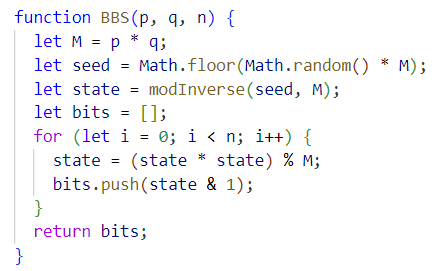 function BBS(p, q, n) {
  let M = p * q;
  let seed = Math.floor(Math.random() * M);
  let state = modInverse(seed, M);
  let bits = [];
  for (let i = 0; i < n; i++) {
    state = (state * state) % M;
    bits.push(state & 1);
  }
  return bits;
}